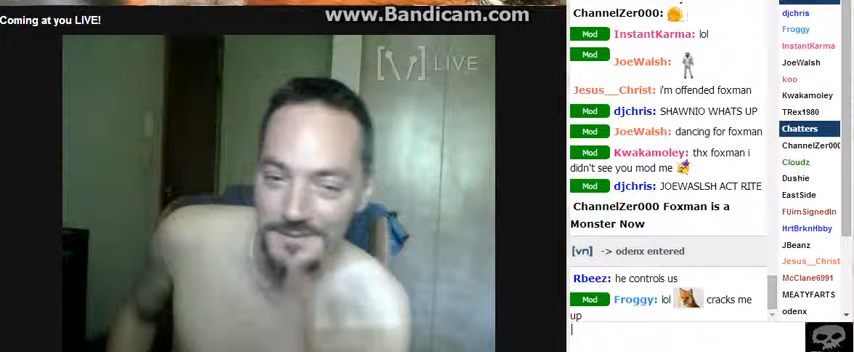 www.Bandicam.com
Coming at you LIVE!
[V] LIVE
ChannelZer000:
Mod InstantKarma: lol
Mod JoeWalsh:
Jesus__Christ: i'm offended foxman
Mod djchris: SHAWNIO WHATS UP
Mod JoeWalsh: dancing for foxman
Mod Kwakamoley: thx foxman i
didn't see you mod me
Mod djchris: JOEWASLSH ACT RITE
ChannelZer000 Foxman is a
Monster Now
[vn] -> odenx entered
Rbeez: he controls us
Mod Froggy: lol cracks me
up
djchris
Froggy
InstantKarma
JoeWalsh
koo
Kwakamoley
TRex1980
Chatters
ChannelZer000
Cloudz
Dushie
EastSide
FUimSignedIn
HrtBrknHbby
JBeanz
Jesus__Christ
McClane6991
MEATYFARTS
odenx